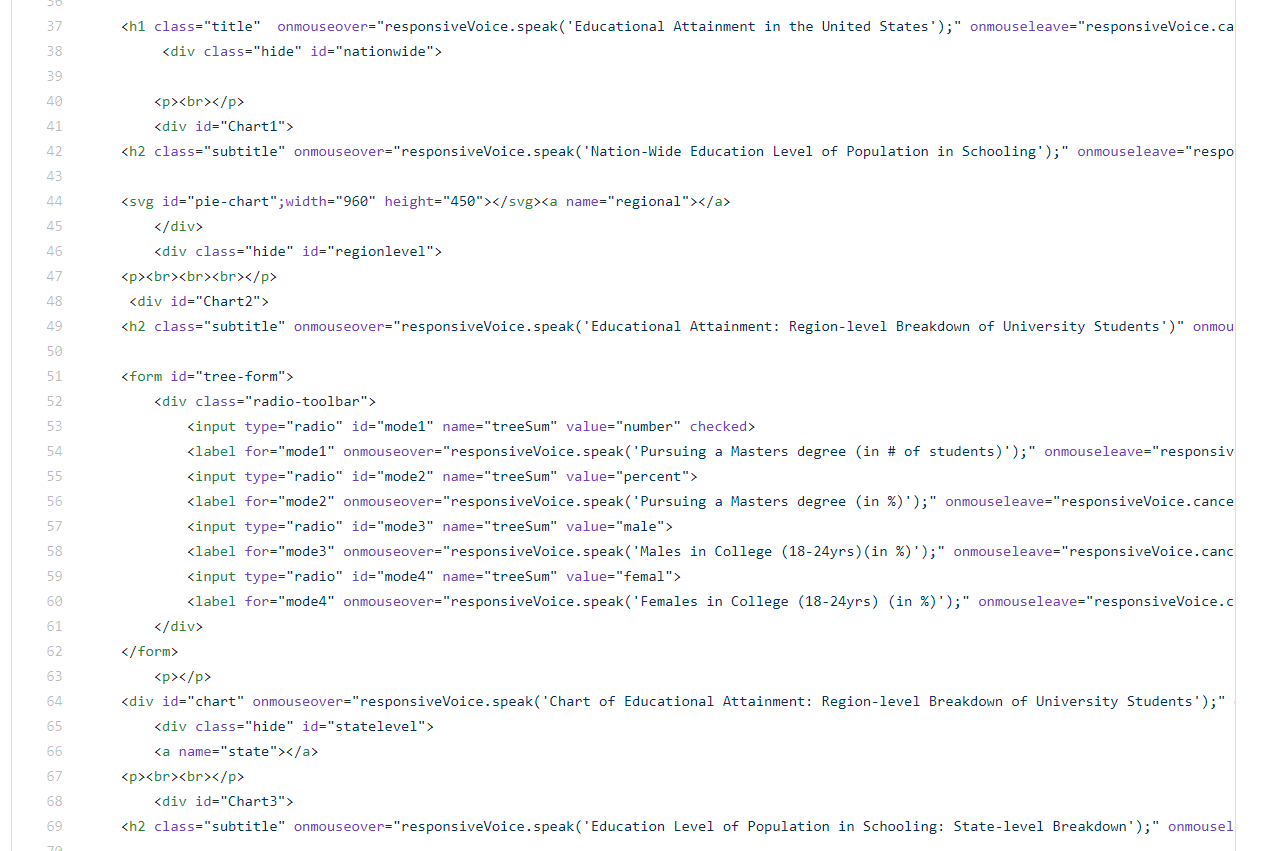 36
37 <h1 class="title"  onmouseover="responsiveVoice.speak('Educational Attainment in the United States');" onmouseleave="responsiveVoice.ca
38 <div class="hide" id="nationwide">
39
40 <p><br></p>
41 <div id="Chart1">
42 <h2 class="subtitle" onmouseover="responsiveVoice.speak('Nation-Wide Education Level of Population in Schooling');" onmouseleave="respo
43
44 <svg id="pie-chart";width="960" height="450"></svg><a name="regional"></a>
45 </div>
46 <div class="hide" id="regionlevel">
47 <p><br><br><br></p>
48 <div id="Chart2">
49 <h2 class="subtitle" onmouseover="responsiveVoice.speak('Educational Attainment: Region-level Breakdown of University Students')" onmou
50
51 <form id="tree-form">
52 <div class="radio-toolbar">
53 <input type="radio" id="mode1" name="treeSum" value="number" checked>
54 <label for="mode1" onmouseover="responsiveVoice.speak('Pursuing a Masters degree (in # of students)');" onmouseleave="responsiv
55 <input type="radio" id="mode2" name="treeSum" value="percent">
56 <label for="mode2" onmouseover="responsiveVoice.speak('Pursuing a Masters degree (in %)');" onmouseleave="responsiveVoice.cance
57 <input type="radio" id="mode3" name="treeSum" value="male">
58 <label for="mode3" onmouseover="responsiveVoice.speak('Males in College (18-24yrs)(in %)');" onmouseleave="responsiveVoice.canc
59 <input type="radio" id="mode4" name="treeSum" value="femal">
60 <label for="mode4" onmouseover="responsiveVoice.speak('Females in College (18-24yrs) (in %)');" onmouseleave="responsiveVoice.c
61 </div>
62 </form>
63 <p></p>
64 <div id="chart" onmouseover="responsiveVoice.speak('Chart of Educational Attainment: Region-level Breakdown of University Students');"
65 <div class="hide" id="statelevel">
66 <a name="state"></a>
67 <p><br><br></p>
68 <div id="Chart3">
69 <h2 class="subtitle" onmouseover="responsiveVoice.speak('Education Level of Population in Schooling: State-level Breakdown');" onmousel
70